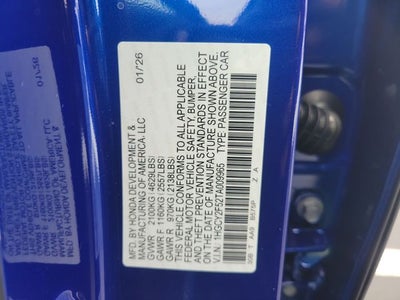 MFD. BY HONDA DEVELOPMENT & 01/26
MANUFACTURING OF AMERICA, LLC
GVWR 2100KG (4629LBS)
GAWR F 1160KG (2557LBS)
GAWR R 970KG (2138LBS)
THIS VEHICLE CONFORMS TO ALL APPLICABLE
FEDERAL MOTOR VEHICLE SAFETY, BUMPER,
AND THEFT PREVENTION STANDARDS IN EFFECT
ON THE DATE OF MANUFACTURE SHOWN ABOVE.
V.I.N. 1HGCY2F52TA009065 TYPE: PASSENGER CAR